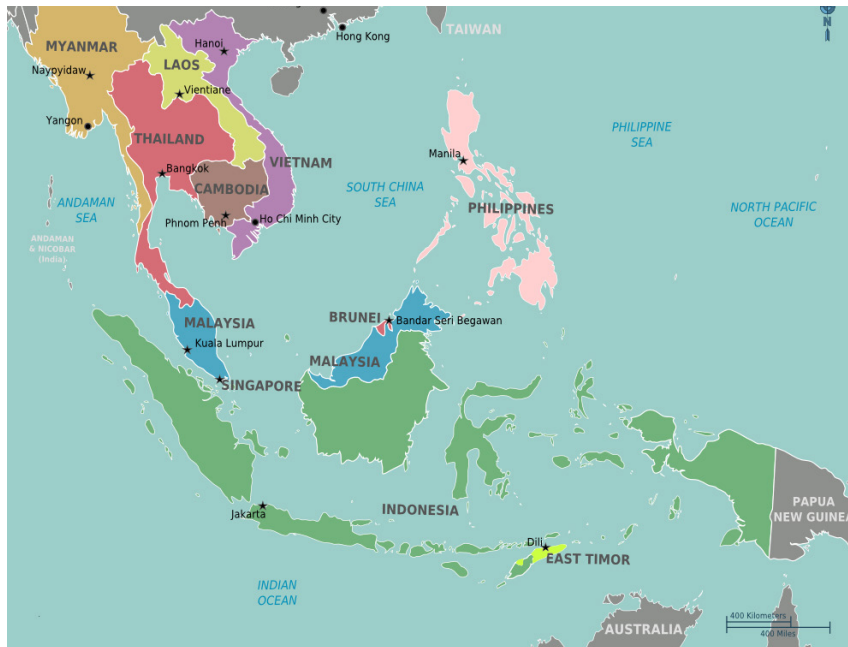 N
Hong Kong
TAIWAN
Hanoi
MYANMAR
LAOS
Naypyidaw
Vientiane
Yangon
THAILAND
PHILIPPINE
SEA
Manila
VIETNAM
Bangkok
CAMBODIA
SOUTH CHINA
SEA
ANDAMAN
SEA
PHILIPPINES
NORTH PACIFIC
OCEAN
Phnom Penh
Ho Chi Minh City
ANDAMAN
& NICOBAR
(India)
MALAYSIA
BRUNEI
Bandar Seri Begawan
Kuala Lumpur
MALAYSIA
SINGAPORE
INDONESIA
Jakarta
PAPUA
NEW GUINEA
Dili
EAST TIMOR
INDIAN
OCEAN
400 Kilometers
400 Miles
AUSTRALIA